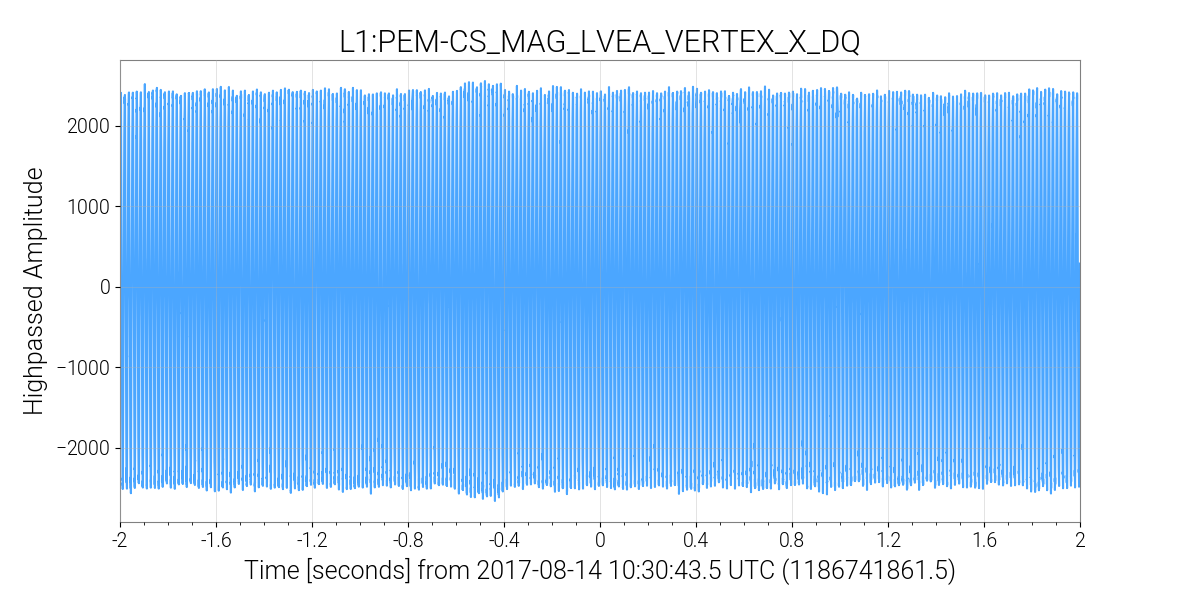 L1:PEM-CS_MAG_LVEA_VERTEX_X_DQ
Highpassed Amplitude
2000
1000
0
−1000
−2000
-2 -1.6 -1.2 -0.8 -0.4 0 0.4 0.8 1.2 1.6 2
Time [seconds] from 2017-08-14 10:30:43.5 UTC (1186741861.5)